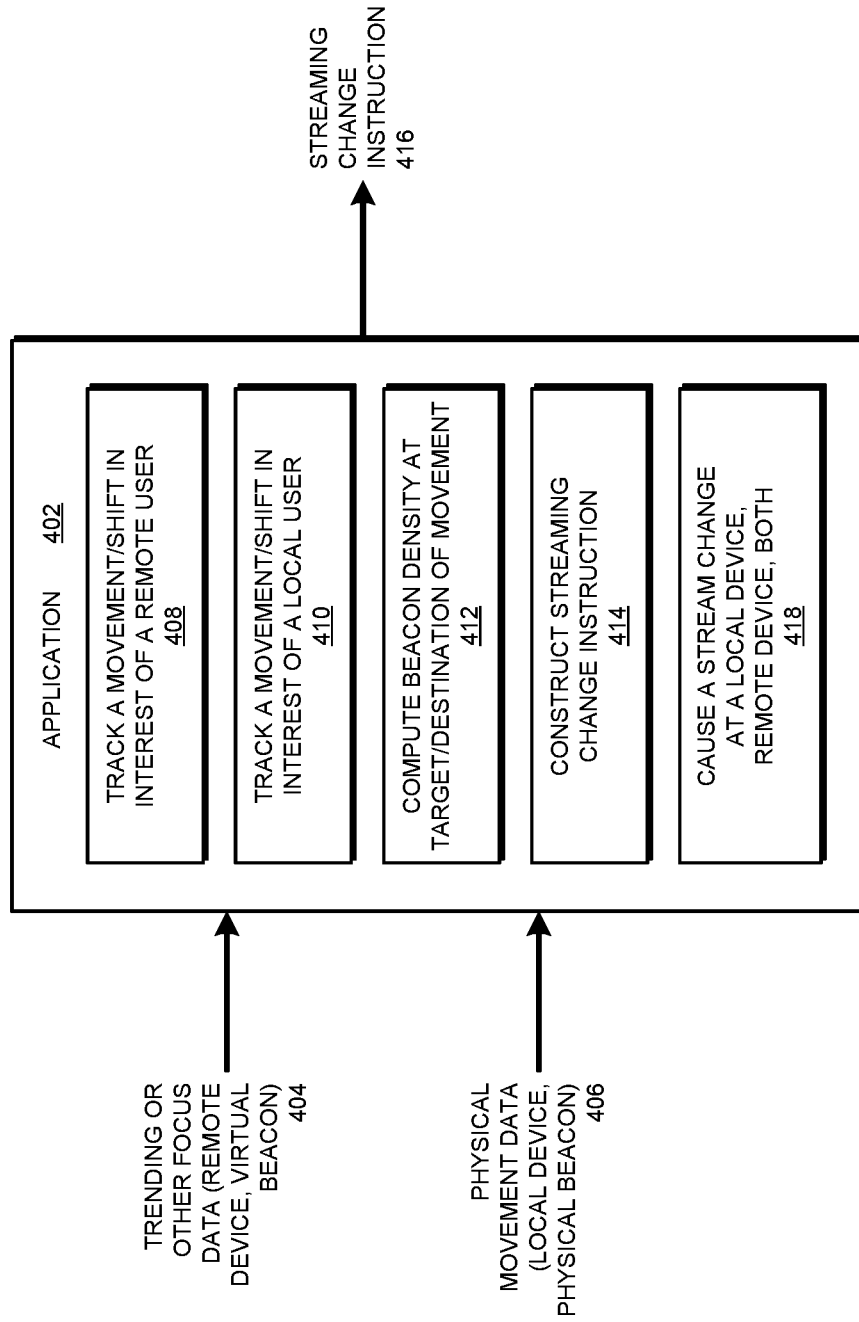 APPLICATION 402
TRENDING OR
OTHER FOCUS
DATA (REMOTE
DEVICE, VIRTUAL
BEACON)
404
PHYSICAL
MOVEMENT DATA
(LOCAL DEVICE,
PHYSICAL BEACON)
406
TRACK A MOVEMENT/SHIFT IN
INTEREST OF A REMOTE USER
408
TRACK A MOVEMENT/SHIFT IN
INTEREST OF A LOCAL USER
410
COMPUTE BEACON DENSITY AT
TARGET/DESTINATION OF MOVEMENT
412
CONSTRUCT STREAMING
CHANGE INSTRUCTION
414
CAUSE A STREAM CHANGE
AT A LOCAL DEVICE,
REMOTE DEVICE, BOTH
418
STREAMING
CHANGE
INSTRUCTION
416